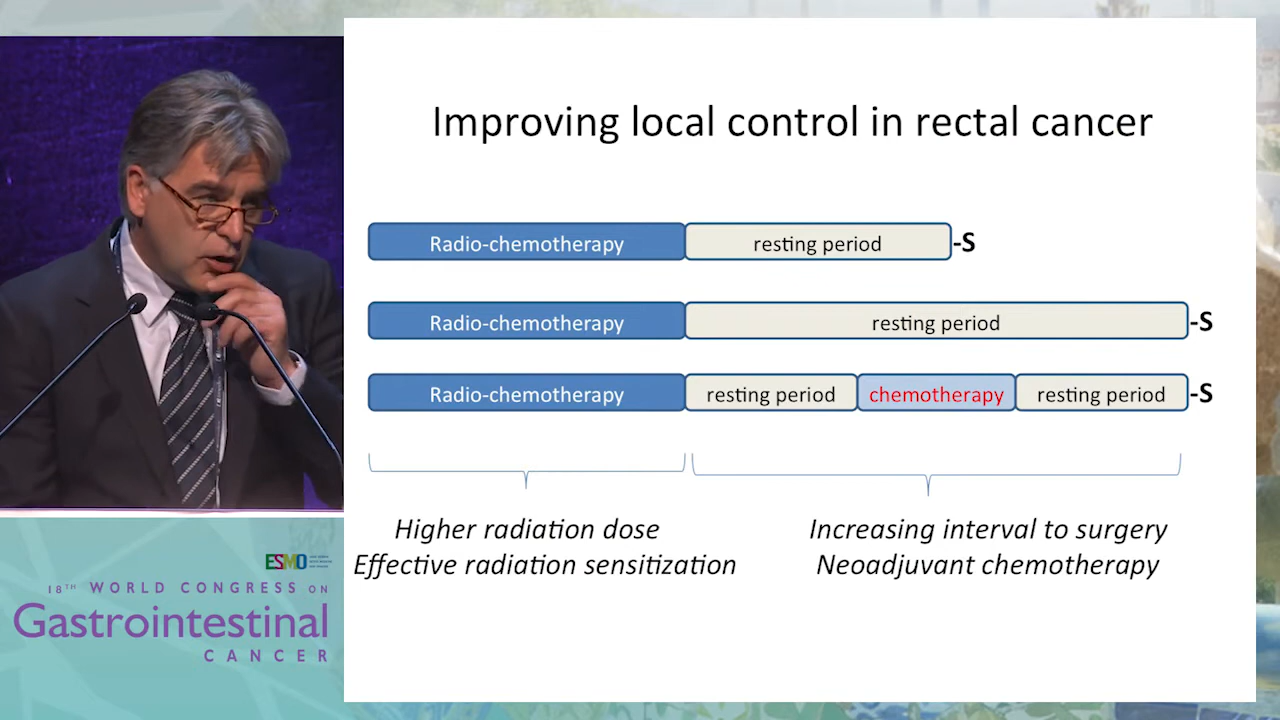 Improving local control in rectal cancer
Radio-chemotherapy resting period -S
Radio-chemotherapy resting period -S
Radio-chemotherapy resting period chemotherapy resting period -S
Higher radiation dose
Effective radiation sensitization
Increasing interval to surgery
Neoadjuvant chemotherapy
ESMO
18TH WORLD CONGRESS ON
Gastrointestinal
CANCER